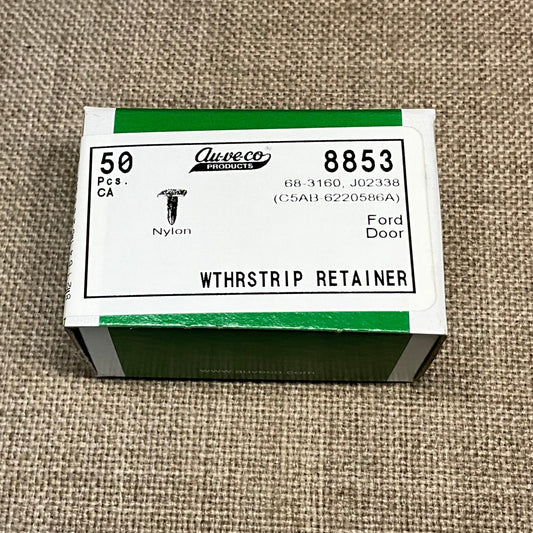 50
Pcs.
CA
au-ve-co
PRODUCTS
8853
68-3160, J02338
(C5AB-6220586A)
Nylon
Ford
Door
WTHRSTRIP RETAINER
www.auveco.com